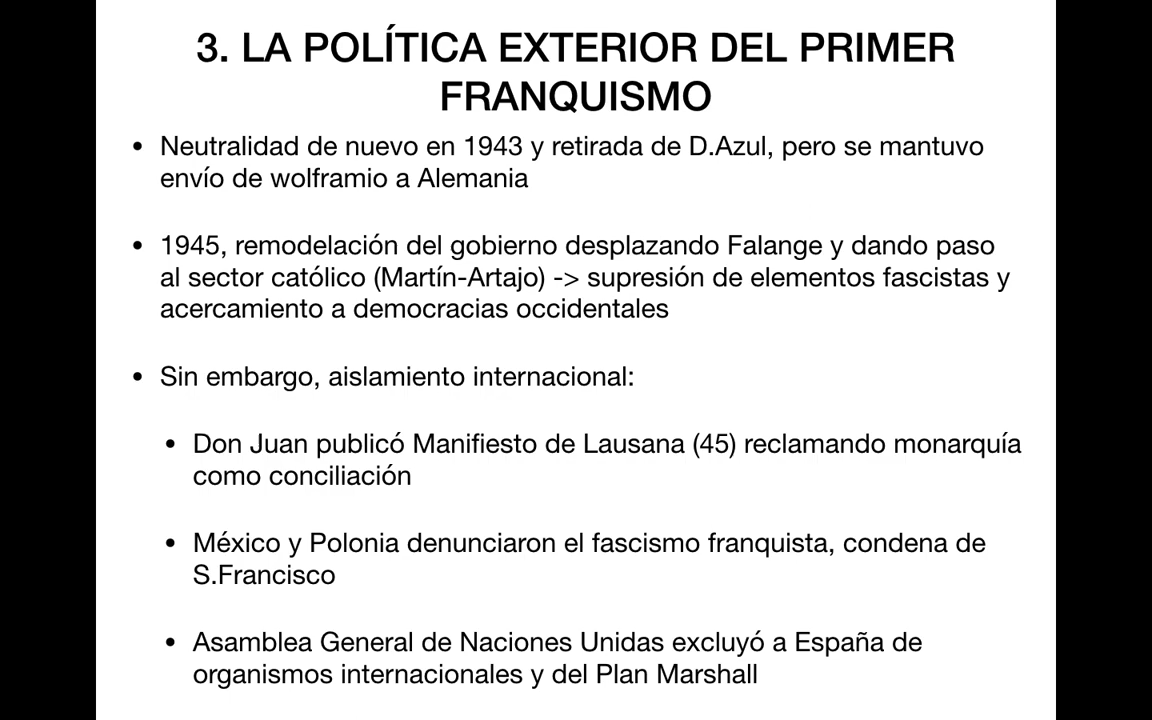 3. LA POLÍTICA EXTERIOR DEL PRIMER
FRANQUISMO
• Neutralidad de nuevo en 1943 y retirada de D.Azul, pero se mantuvo
envío de wolframio a Alemania
• 1945, remodelación del gobierno desplazando Falange y dando paso
al sector católico (Martín-Artajo) -> supresión de elementos fascistas y
acercamiento a democracias occidentales
• Sin embargo, aislamiento internacional:
• Don Juan publicó Manifiesto de Lausana (45) reclamando monarquía
como conciliación
• México y Polonia denunciaron el fascismo franquista, condena de
S.Francisco
• Asamblea General de Naciones Unidas excluyó a España de
organismos internacionales y del Plan Marshall